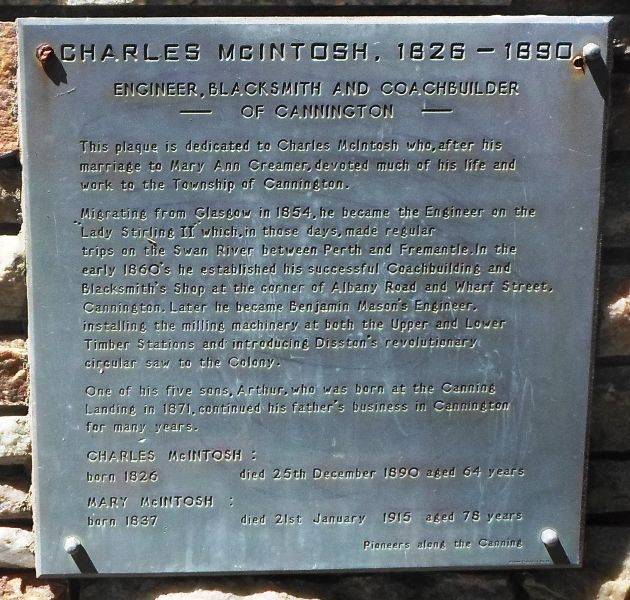 CHARLES McINTOSH, 1826 – 1890
ENGINEER, BLACKSMITH AND COACHBUILDER
— OF CANNINGTON —
This plaque is dedicated to Charles McIntosh who, after his
marriage to Mary Ann Creamer, devoted much of his life and
work to the Township of Cannington.
Migrating from Glasgow in 1854, he became the Engineer on the
Lady Stirling II which, in those days, made regular
trips on the Swan River between Perth and Fremantle. In the
early 1860's he established his successful Coachbuilding and
Blacksmith's Shop at the corner of Albany Road and Wharf Street,
Cannington. Later he became Benjamin Mason's Engineer,
installing the milling machinery at both the Upper and Lower
Timber Stations and introducing Disston's revolutionary
circular saw to the Colony.
One of his five sons, Arthur, who was born at the Canning
Landing in 1871, continued his father's business in Cannington
for many years.
CHARLES McINTOSH :
born 1826 died 25th December 1890 aged 64 years
MARY McINTOSH :
born 1837 died 21st January 1915 aged 78 years
Pioneers along the Canning